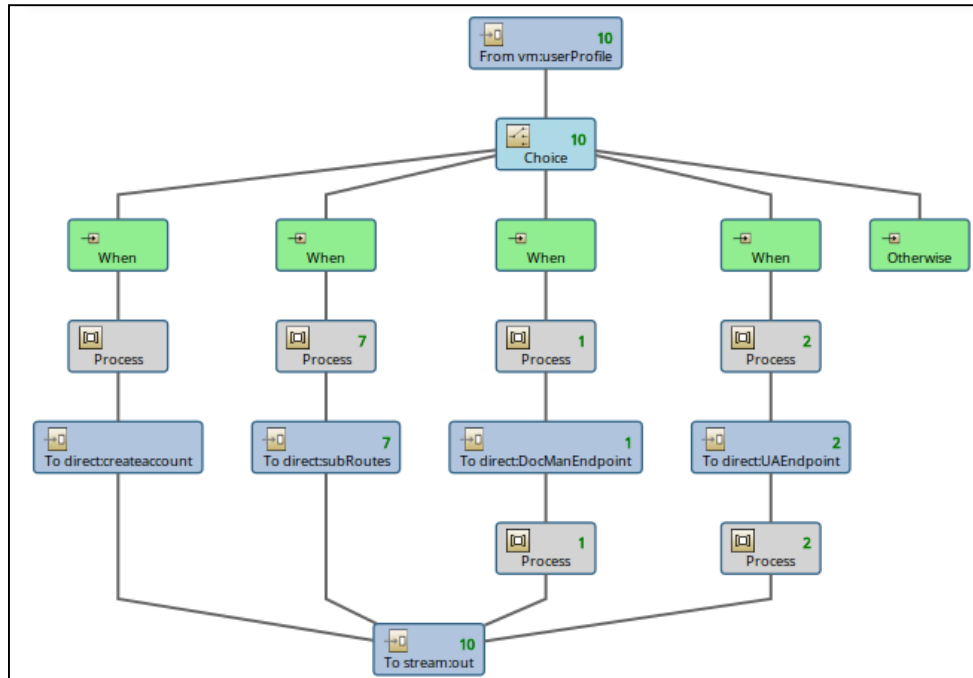 10
From vm:userProfile
10
Choice
When
When
When
When
Otherwise
Process
7
Process
1
Process
2
Process
To direct:createaccount
7
To direct:subRoutes
1
To direct:DocManEndpoint
2
To direct:UAEndpoint
1
Process
2
Process
10
To stream:out